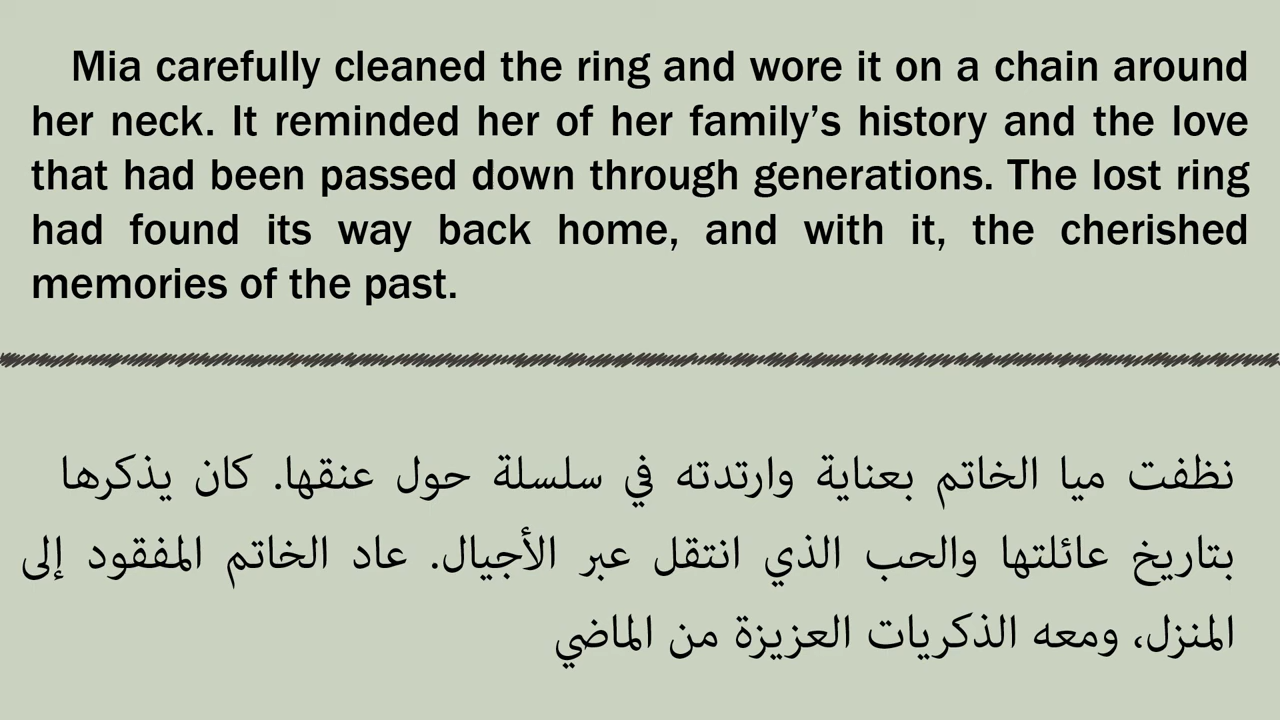 Mia carefully cleaned the ring and wore it on a chain around
her neck. It reminded her of her family’s history and the love
that had been passed down through generations. The lost ring
had found its way back home, and with it, the cherished
memories of the past.
نظفت ميا الخاتم بعناية وارتدته في سلسلة حول عنقها. كان يذكرها
بتاريخ عائلتها والحب الذي انتقل عبر الأجيال. عاد الخاتم المفقود إلى
المنزل، ومعه الذكريات العزيزة من الماضي